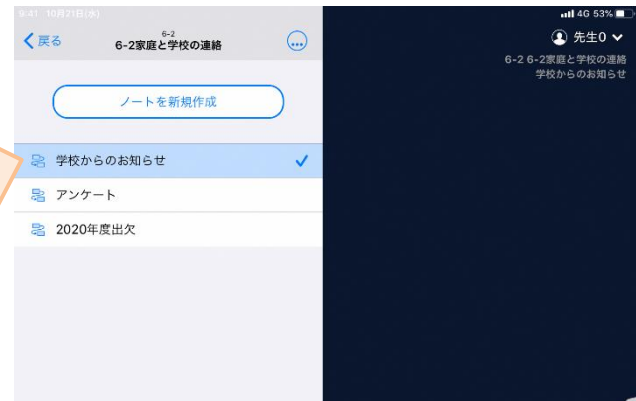 9:41 10月21日(水)
4G 53%
戻る
6-2
6-2家庭と学校の連絡
先生0
6-2 6-2家庭と学校の連絡
学校からのお知らせ
ノートを新規作成
学校からのお知らせ
アンケート
2020年度出欠